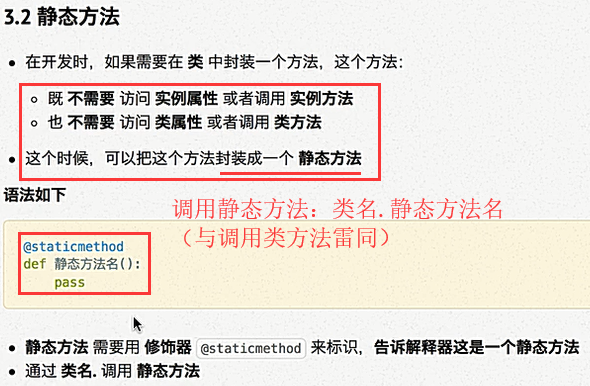 3.2 静态方法
在开发时，如果需要在 类 中封装一个方法，这个方法：
既 不需要 访问 实例属性 或者调用 实例方法
也 不需要 访问 类属性 或者调用 类方法
这个时候，可以把这个方法封装成一个 静态方法
语法如下
调用静态方法：类名.静态方法名
（与调用类方法雷同）
@staticmethod
def 静态方法名():
pass
静态方法 需要用 修饰器 @staticmethod 来标识，告诉解释器这是一个静态方法
通过 类名. 调用 静态方法